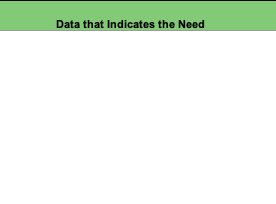 Data that Indicates the Need